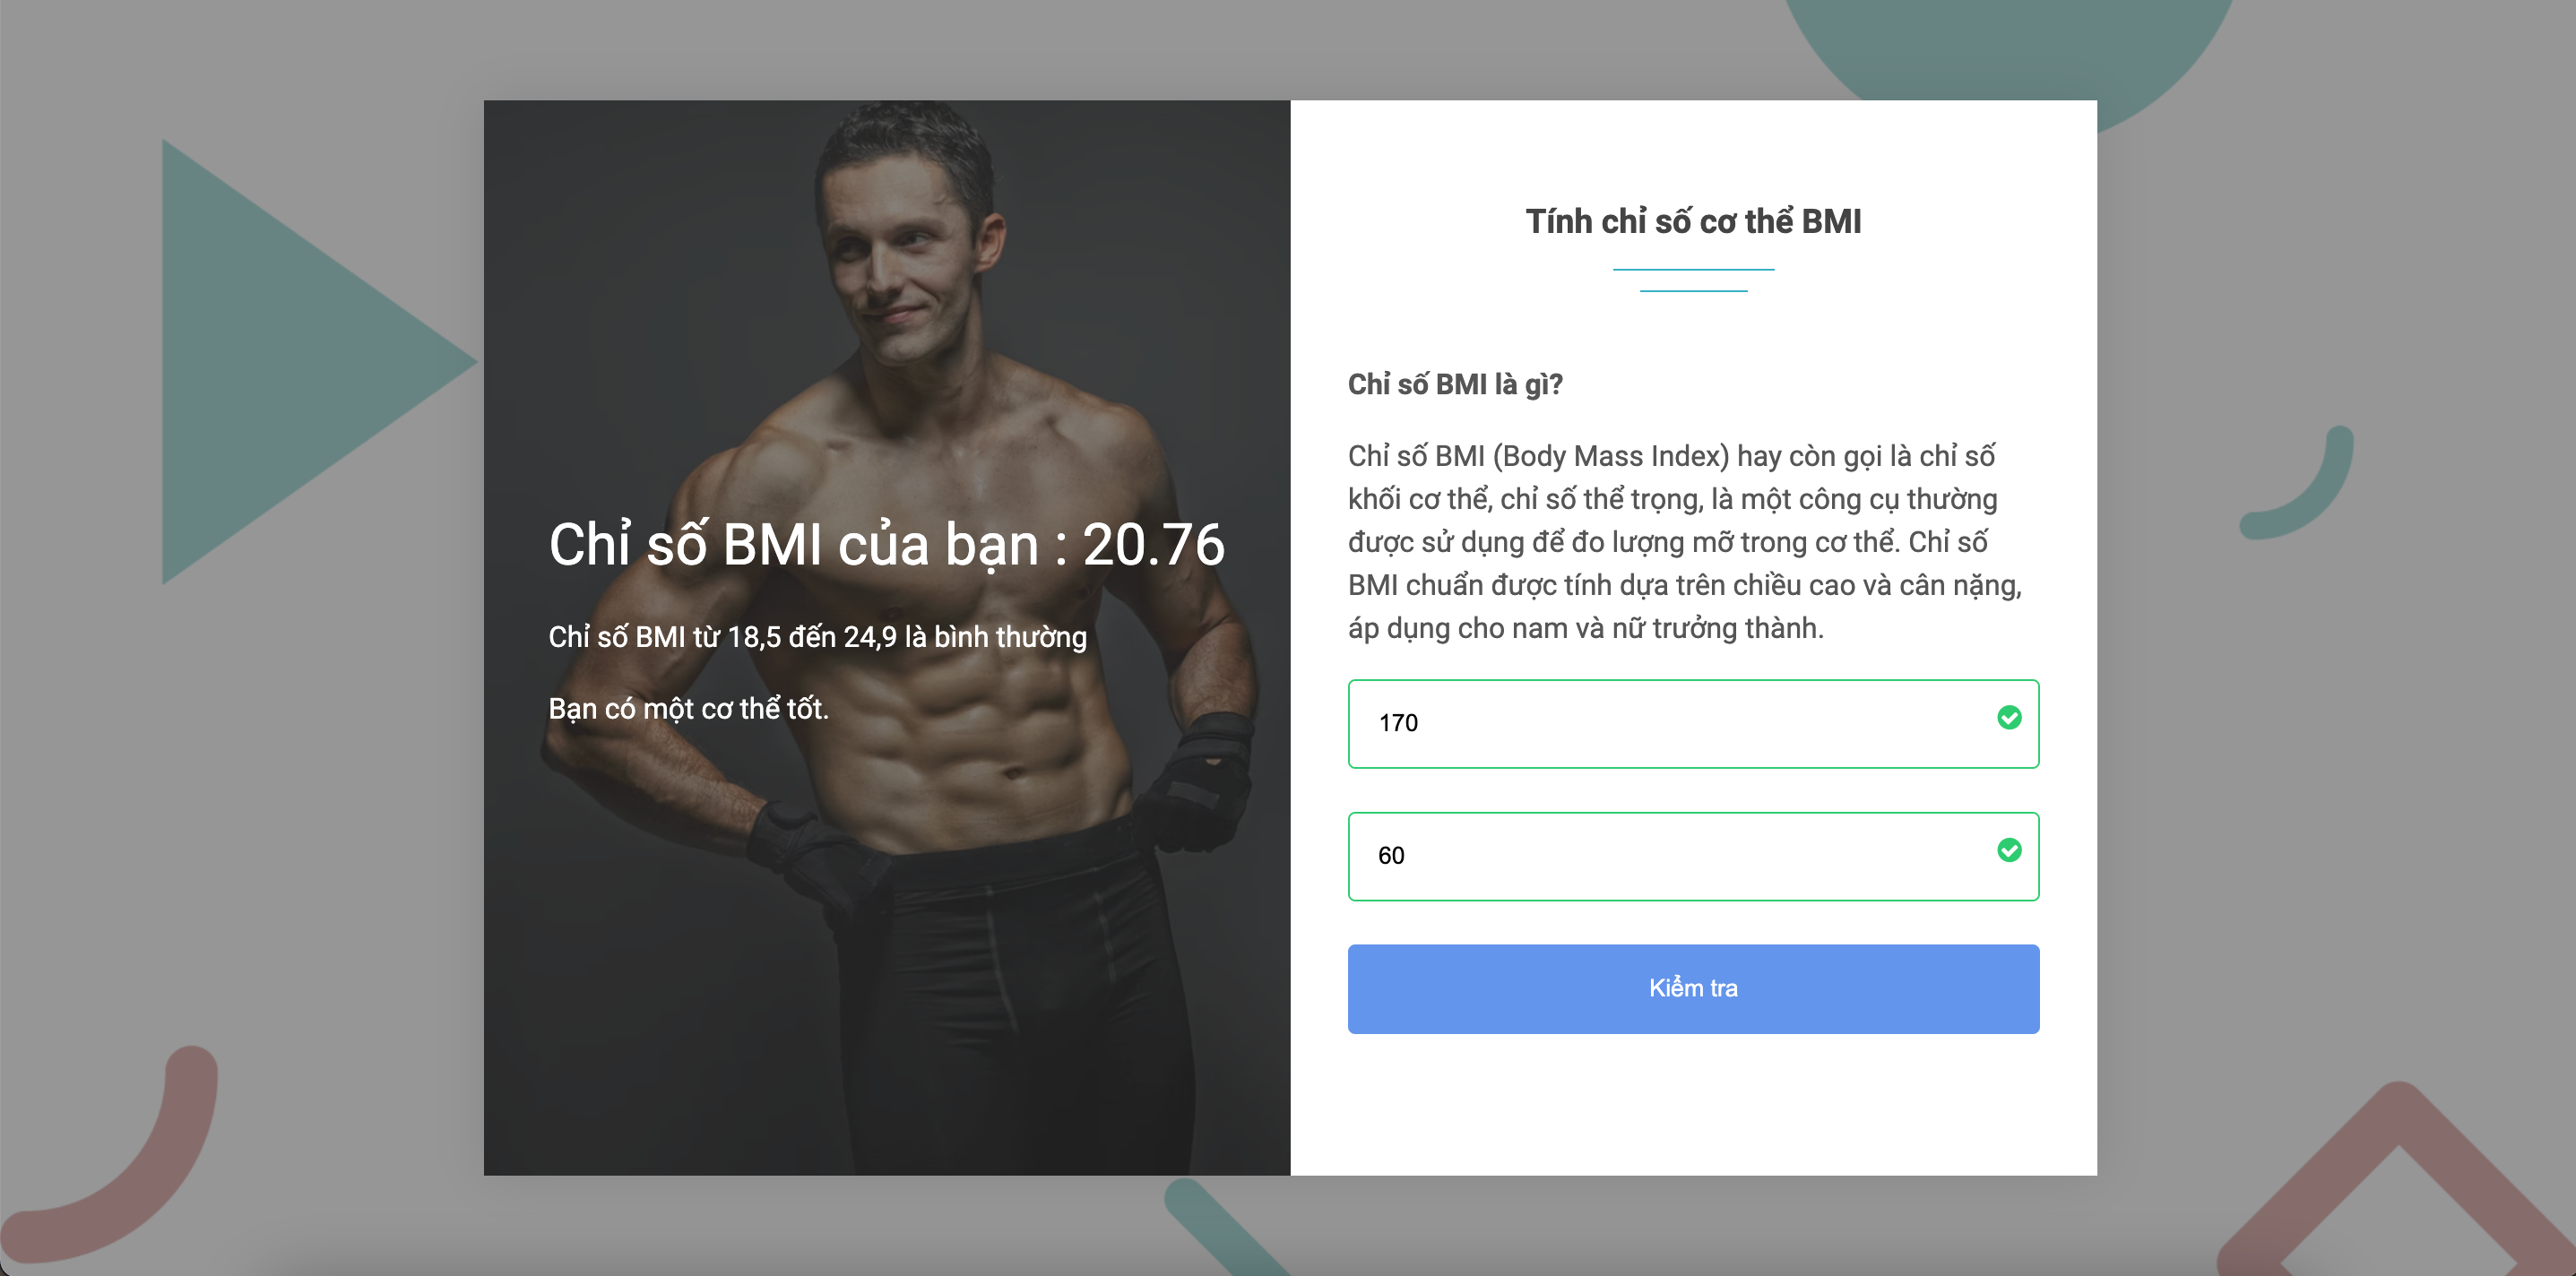 Chỉ số BMI của bạn : 20.76
Chỉ số BMI từ 18,5 đến 24,9 là bình thường
Bạn có một cơ thể tốt.
Tính chỉ số cơ thể BMI
Chỉ số BMI là gì?
Chỉ số BMI (Body Mass Index) hay còn gọi là chỉ số
khối cơ thể, chỉ số thể trọng, là một công cụ thường
được sử dụng để đo lượng mỡ trong cơ thể. Chỉ số
BMI chuẩn được tính dựa trên chiều cao và cân nặng,
áp dụng cho nam và nữ trưởng thành.
170
60
Kiểm tra